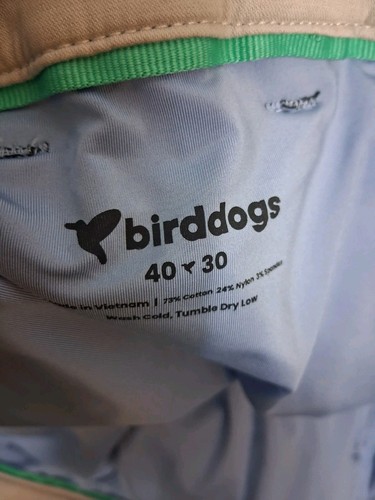 birddogs
40 30
Made in Vietnam | 73% Cotton 24% Nylon 3% Spandex
Wash Cold, Tumble Dry Low